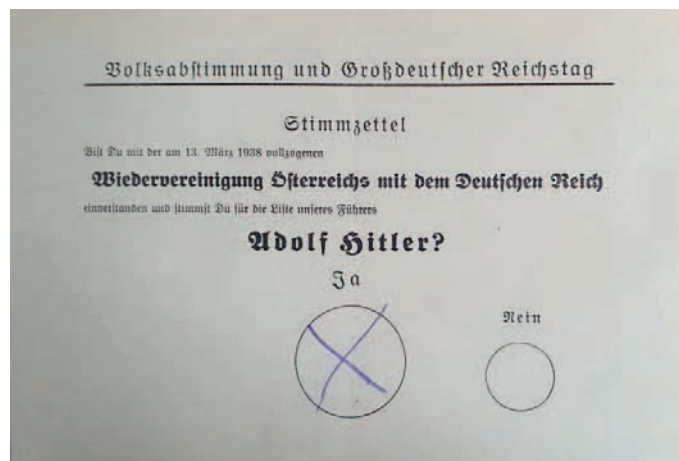 Volksabstimmung und Großdeutscher Reichstag
Stimmzettel
Bist Du mit der am 13. März 1938 vollzogenen
Wiedervereinigung Österreichs mit dem Deutschen Reich
einverstanden und stimmst Du für die Liste unseres Führers
Adolf Hitler?
Ja
Nein